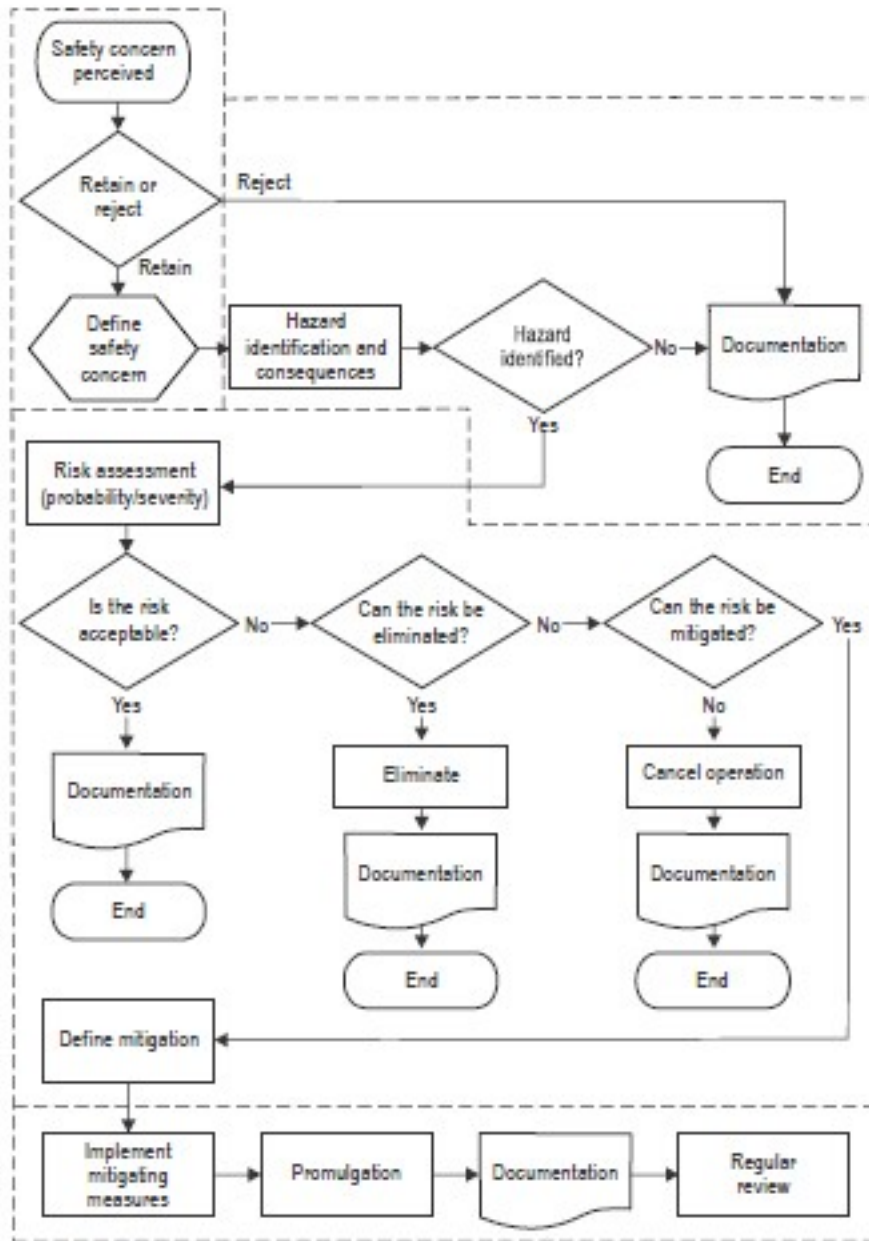 Safety concern
perceived
Retain or
reject
Reject
Retain
Define
safety
concern
Hazard
identification and
consequences
Hazard
identified?
No
Documentation
Yes
End
Risk assessment
(probability/severity)
Is the risk
acceptable?
No
Can the risk be
eliminated?
No
Can the risk be
mitigated?
Yes
Yes
Yes
No
Documentation
Eliminate
Cancel operation
Documentation
Documentation
End
End
End
Define mitigation
Implement
mitigating
measures
Promulgation
Documentation
Regular
review